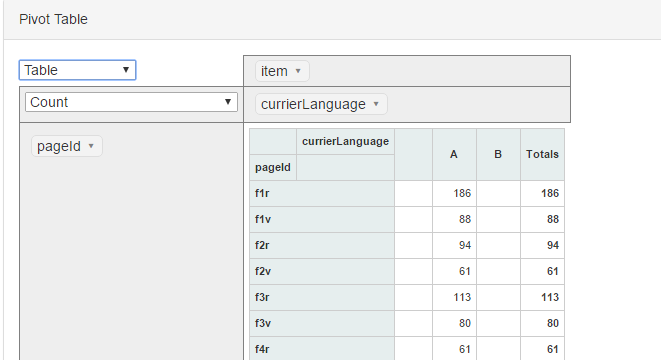 Pivot Table
Table ▼
item ▼
Count ▼
currierLanguage ▼
pageId ▼
currierLanguage A B Totals
pageId
f1r 186 186
f1v 88 88
f2r 94 94
f2v 61 61
f3r 113 113
f3v 80 80
f4r 61 61